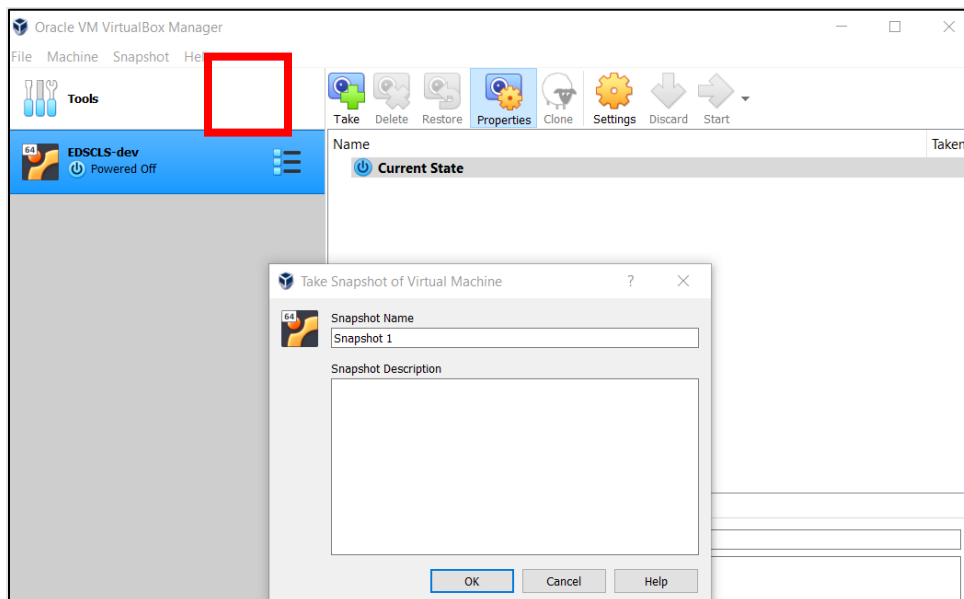 Oracle VM VirtualBox Manager
File Machine Snapshot
Tools
Take Delete Restore Properties Clone Settings Discard Start
64
EDSCLS-dev
Powered Off
Name Taken
Current State
Take Snapshot of Virtual Machine ?
64
Snapshot Name
Snapshot 1
Snapshot Description
OK Cancel Help